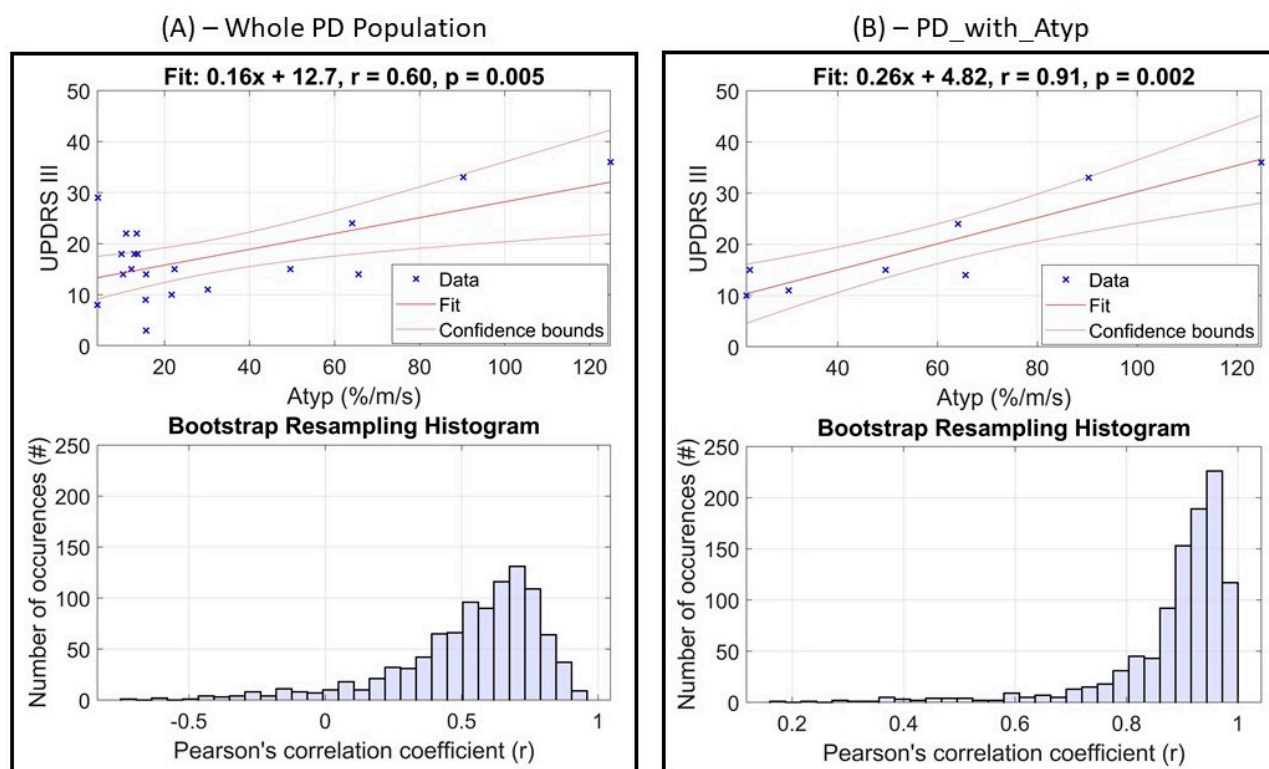 (A) – Whole PD Population
Fit: 0.16x + 12.7, r = 0.60, p = 0.005
50
40
30
20
10
0
UPDRS III
Data
Fit
Confidence bounds
20
40
60
80
100
120
Atyp (%/m/s)
Bootstrap Resampling Histogram
250
200
150
100
50
0
Number of occurences (#)
-0.5
0
0.5
1
Pearson's correlation coefficient (r)
(B) – PD_with_Atyp
Fit: 0.26x + 4.82, r = 0.91, p = 0.002
50
40
30
20
10
0
UPDRS III
Data
Fit
Confidence bounds
40
60
80
100
120
Atyp (%/m/s)
Bootstrap Resampling Histogram
250
200
150
100
50
0
Number of occurences (#)
0.2
0.4
0.6
0.8
1
Pearson's correlation coefficient (r)